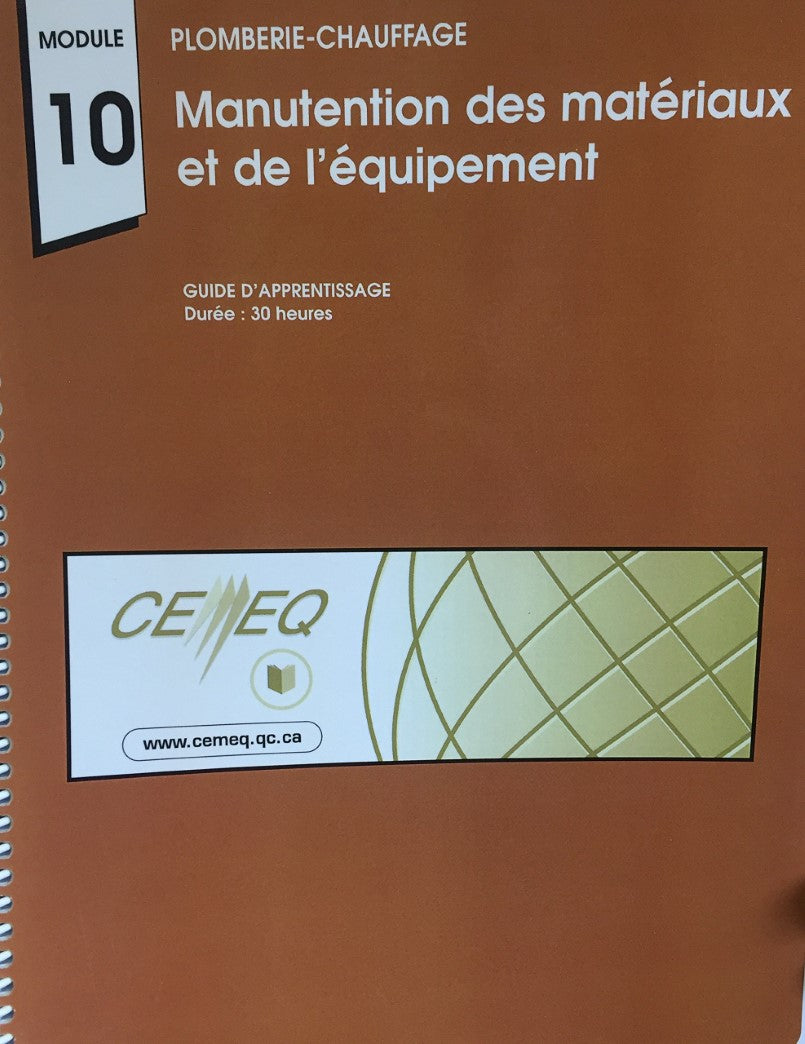 MODULE
10
PLOMBERIE-CHAUFFAGE
Manutention des matériaux
et de l'équipement
GUIDE D'APPRENTISSAGE
Durée : 30 heures
CEMEQ
www.cemeq.qc.ca